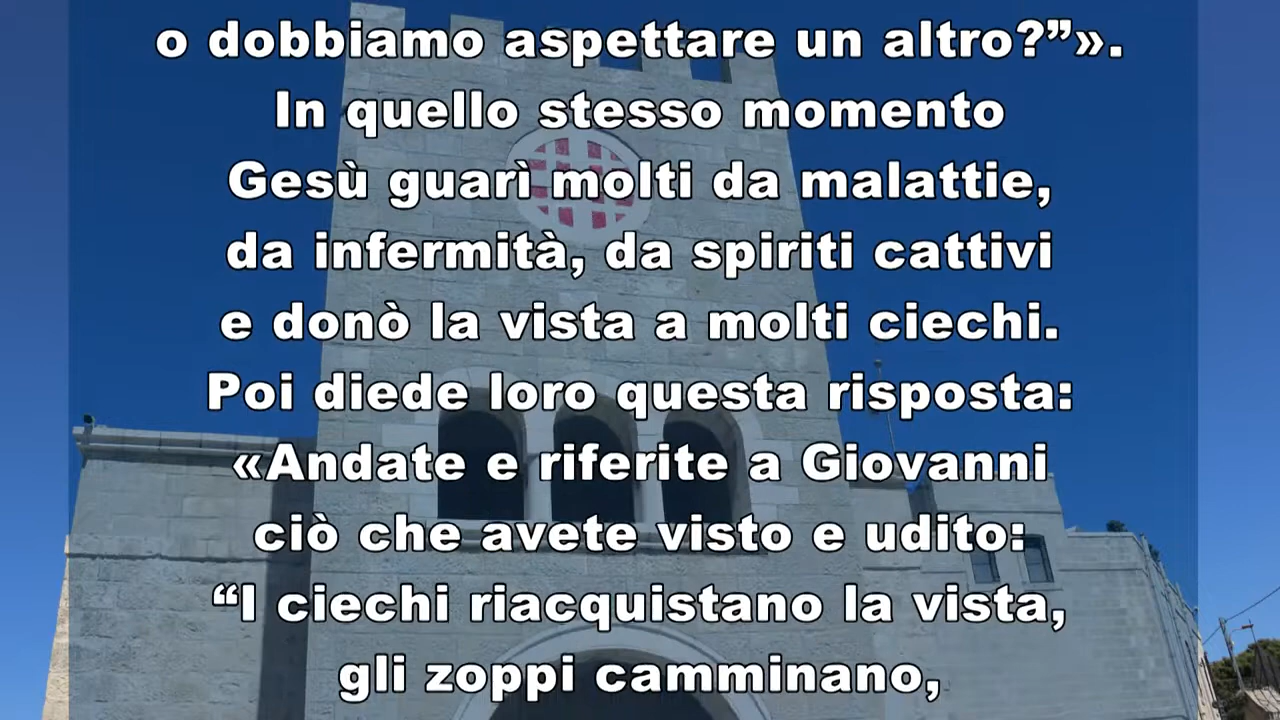 o dobbiamo aspettare un altro?”».
In quello stesso momento
Gesù guarì molti da malattie,
da infermità, da spiriti cattivi
e donò la vista a molti ciechi.
Poi diede loro questa risposta:
«Andate e riferite a Giovanni
ciò che avete visto e udito:
“I ciechi riacquistano la vista,
gli zoppi camminano,